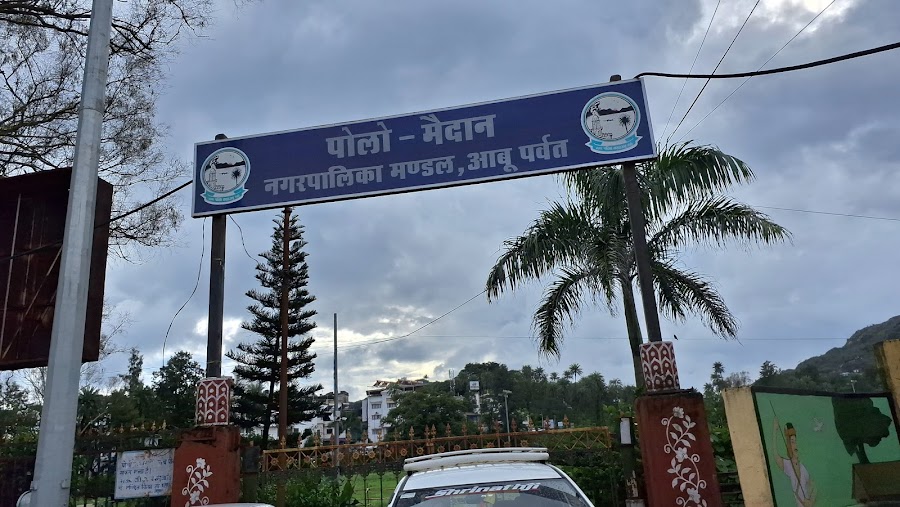 पोलो - मैदान
नगरपालिका मण्डल, आबू पर्वत
Shrinathji